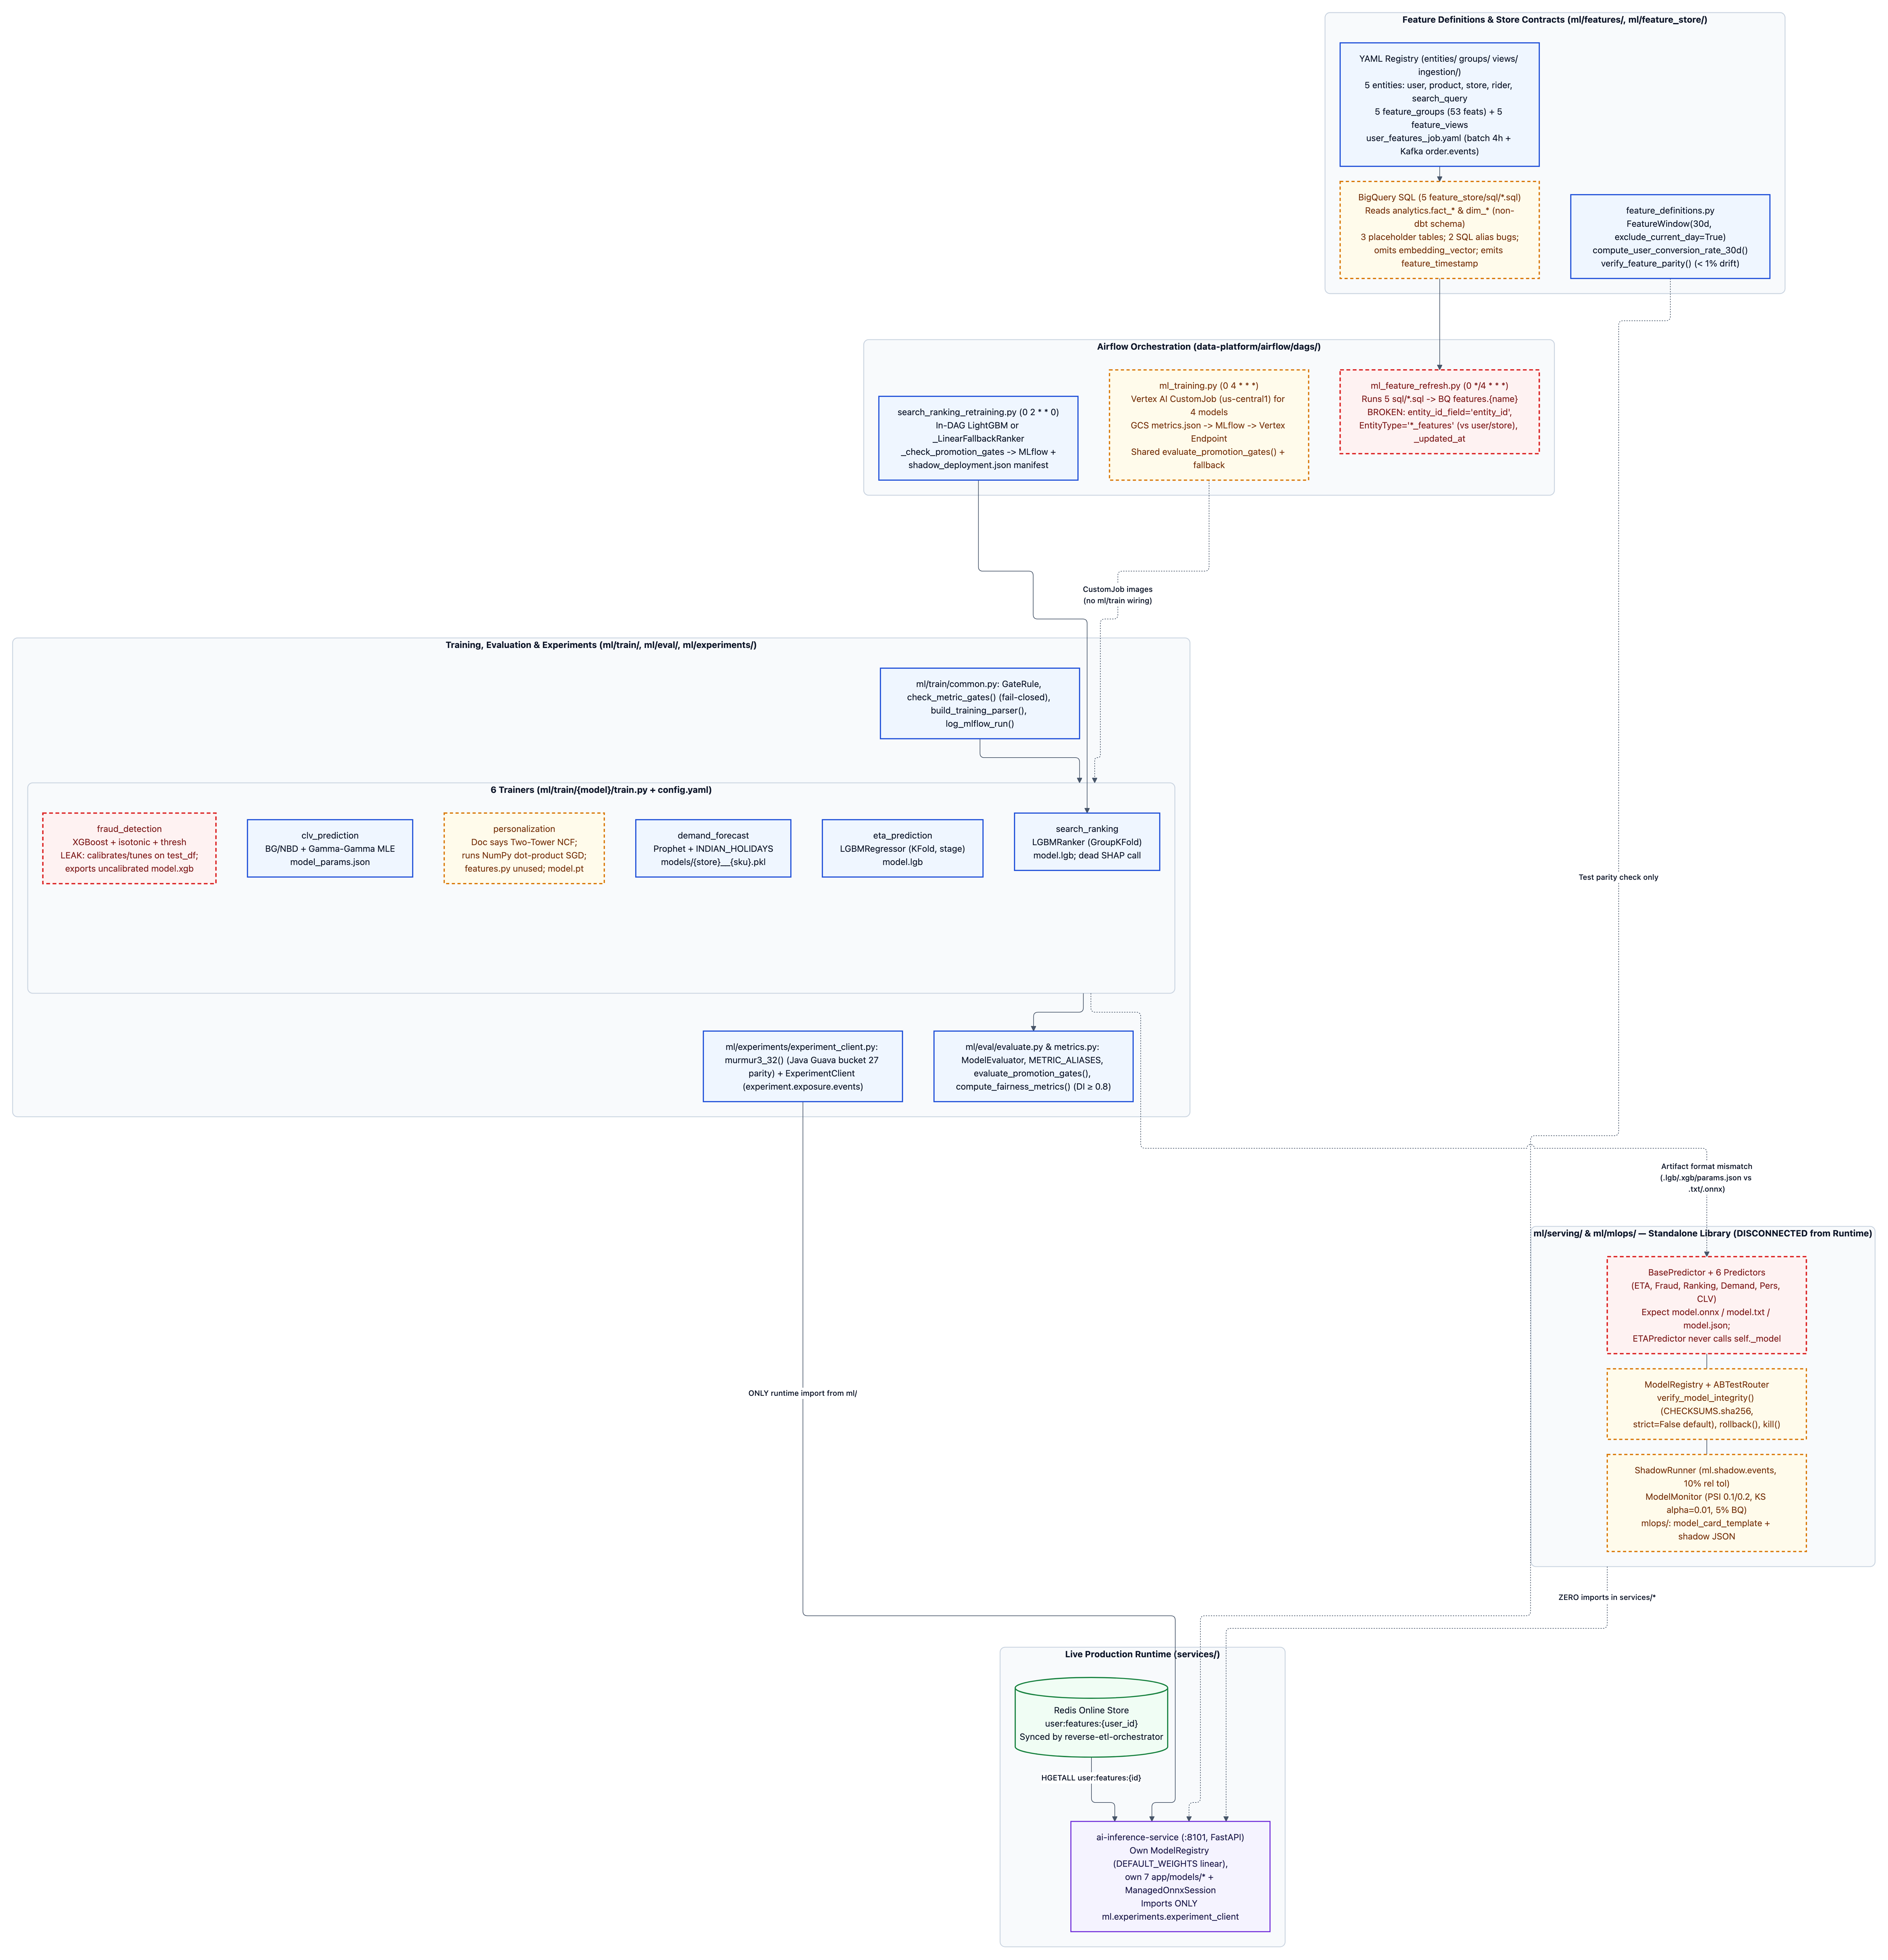 Feature Definitions & Store Contracts (ml/features/, ml/feature_store/)
YAML Registry (entities/ groups/ views/
ingestion/)
5 entities: user, product, store, rider,
search_query
5 feature_groups (53 feats) + 5
feature_views
user_features_job.yaml (batch 4h +
Kafka order.events)
BigQuery SQL (5 feature_store/sql/*.sql)
Reads analytics.fact_* & dim_* (non-
dbt schema)
3 placeholder tables; 2 SQL alias bugs;
omits embedding_vector; emits
feature_timestamp
feature_definitions.py
FeatureWindow(30d,
exclude_current_day=True)
compute_user_conversion_rate_30d()
verify_feature_parity() (< 1% drift)
Airflow Orchestration (data-platform/airflow/dags/)
search_ranking_retraining.py (0 2 * * 0)
In-DAG LightGBM or
_LinearFallbackRanker
_check_promotion_gates -> MLflow +
shadow_deployment.json manifest
ml_training.py (0 4 * * *)
Vertex AI CustomJob (us-central1) for
4 models
GCS metrics.json -> MLflow -> Vertex
Endpoint
Shared evaluate_promotion_gates() +
fallback
ml_feature_refresh.py (0 */4 * * *)
Runs 5 sql/*.sql -> BQ features.{name}
BROKEN: entity_id_field='entity_id',
EntityType='*_features' (vs user/store),
_updated_at
CustomJob images
(no ml/train wiring)
Training, Evaluation & Experiments (ml/train/, ml/eval/, ml/experiments/)
ml/train/common.py: GateRule,
check_metric_gates() (fail-closed),
build_training_parser(),
log_mlflow_run()
6 Trainers (ml/train/{model}/train.py + config.yaml)
fraud_detection
XGBoost + isotonic + thresh
LEAK: calibrates/tunes on test_df;
exports uncalibrated model.xgb
clv_prediction
BG/NBD + Gamma-Gamma MLE
model_params.json
personalization
Doc says Two-Tower NCF;
runs NumPy dot-product SGD;
features.py unused; model.pt
demand_forecast
Prophet + INDIAN_HOLIDAYS
models/{store}__{sku}.pkl
eta_prediction
LGBMRegressor (KFold, stage)
model.lgb
search_ranking
LGBMRanker (GroupKFold)
model.lgb; dead SHAP call
Test parity check only
ml/experiments/experiment_client.py:
murmur3_32() (Java Guava bucket 27
parity) + ExperimentClient
(experiment.exposure.events)
ml/eval/evaluate.py & metrics.py:
ModelEvaluator, METRIC_ALIASES,
evaluate_promotion_gates(),
compute_fairness_metrics() (DI ≥ 0.8)
Artifact format mismatch
(.lgb/.xgb/params.json vs
.txt/.onnx)
ml/serving/ & ml/mlops/ — Standalone Library (DISCONNECTED from Runtime)
BasePredictor + 6 Predictors
(ETA, Fraud, Ranking, Demand, Pers,
CLV)
Expect model.onnx / model.txt /
model.json;
ETAPredictor never calls self._model
ModelRegistry + ABTestRouter
verify_model_integrity()
(CHECKSUMS.sha256,
strict=False default), rollback(), kill()
ShadowRunner (ml.shadow.events,
10% rel tol)
ModelMonitor (PSI 0.1/0.2, KS
alpha=0.01, 5% BQ)
mlops/: model_card_template +
shadow JSON
ONLY runtime import from ml/
ZERO imports in services/*
Live Production Runtime (services/)
Redis Online Store
user:features:{user_id}
Synced by reverse-etl-orchestrator
HGETALL user:features:{id}
ai-inference-service (:8101, FastAPI)
Own ModelRegistry
(DEFAULT_WEIGHTS linear),
own 7 app/models/* +
ManagedOnnxSession
Imports ONLY
ml.experiments.experiment_client